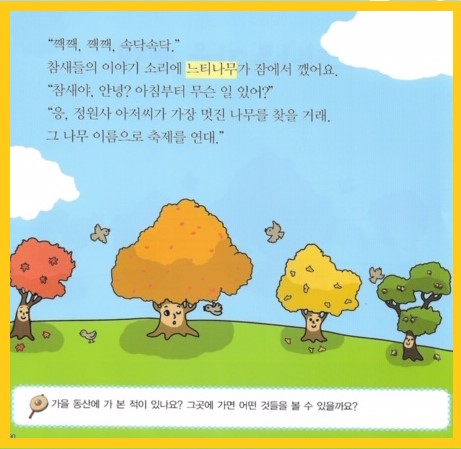 “짹짹, 짹짹, 속닥속닥.”
참새들의 이야기 소리에 느티나무가 잠에서 깼어요.
“참새야, 안녕? 아침부터 무슨 일 있어?”
“응, 정원사 아저씨가 가장 멋진 나무를 찾을 거래.
그 나무 이름으로 축제를 연대.”
가을 동산에 가 본 적이 있나요? 그곳에 가면 어떤 것들을 볼 수 있을까요?